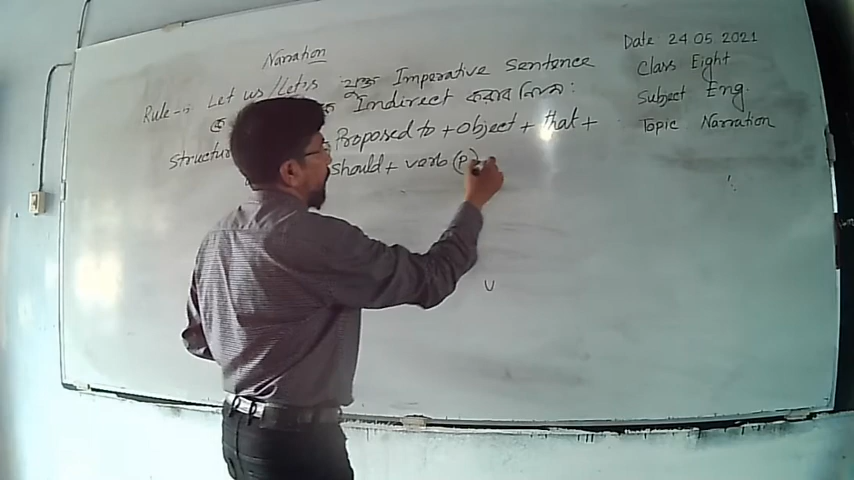 Narration
Date 24.05.2021
Class Eight
Subject Eng.
Topic Narration
Rule-1: Let us/Let's যুক্ত Imperative Sentence
কে Indirect করার নিয়ম:
Proposed to + object + that +
should + verb (P)